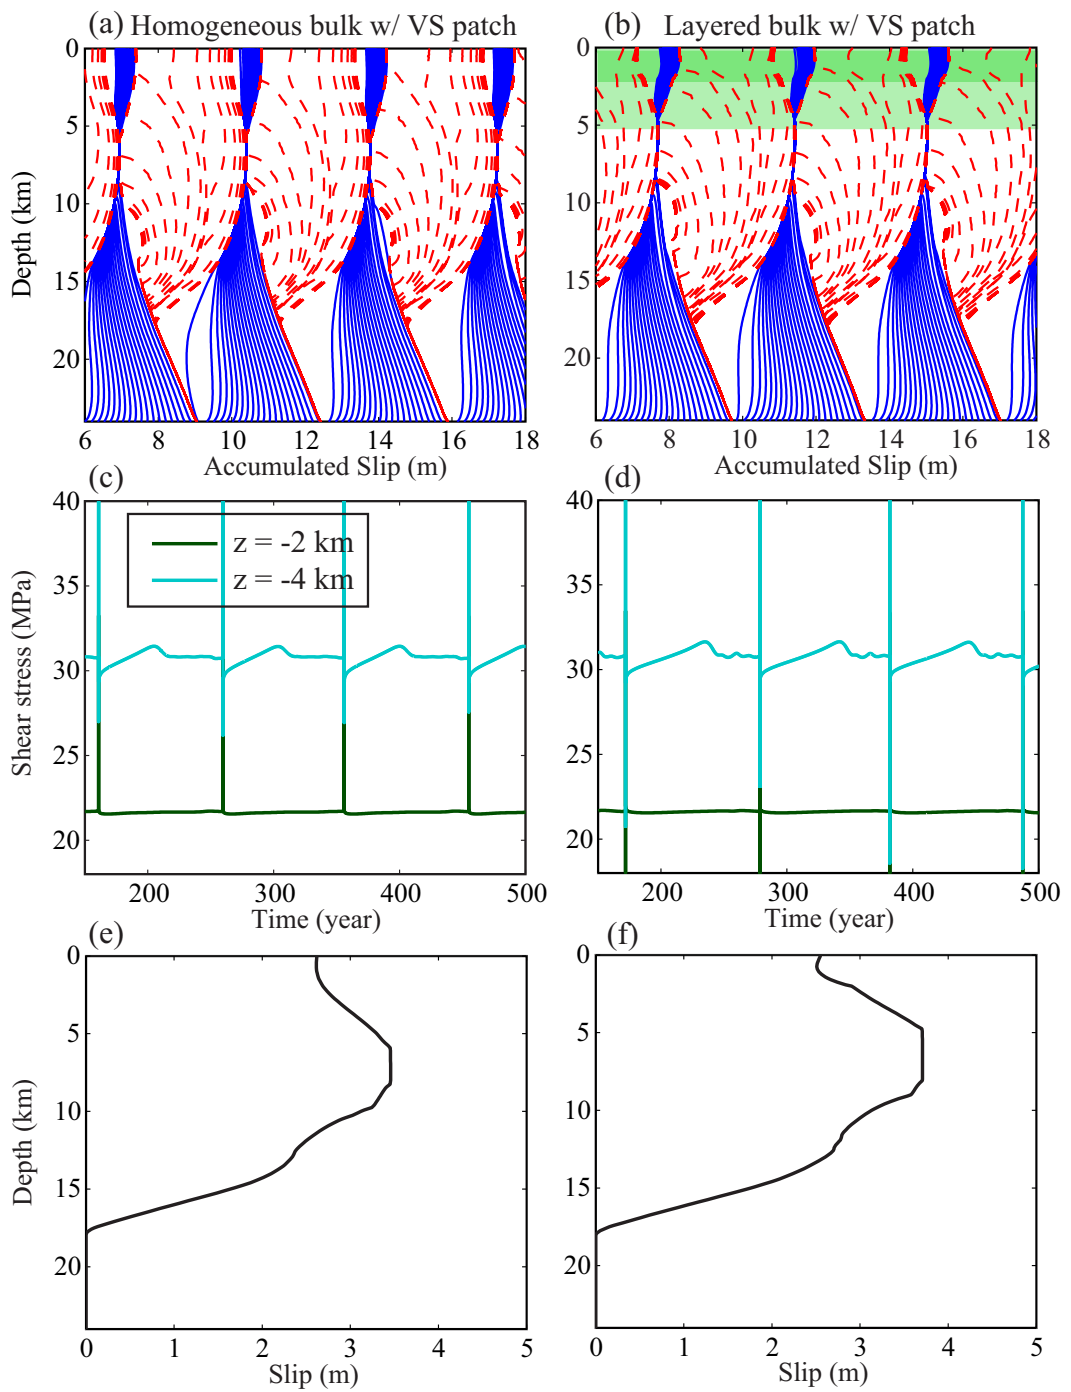 (a) Homogeneous bulk w/ VS patch
(b) Layered bulk w/ VS patch
0
5
10
15
20
Depth (km)
6 8 10 12 14 16 18
Accumulated Slip (m)
0
5
10
15
20
6 8 10 12 14 16 18
Accumulated Slip (m)
(c)
40
35
30
25
20
Shear stress (MPa)
z = -2 km
z = -4 km
200 300 400 500
Time (year)
(d)
40
35
30
25
20
200 300 400 500
Time (year)
(e)
0
5
10
15
20
Depth (km)
0 1 2 3 4 5
Slip (m)
(f)
0
5
10
15
20
0 1 2 3 4 5
Slip (m)